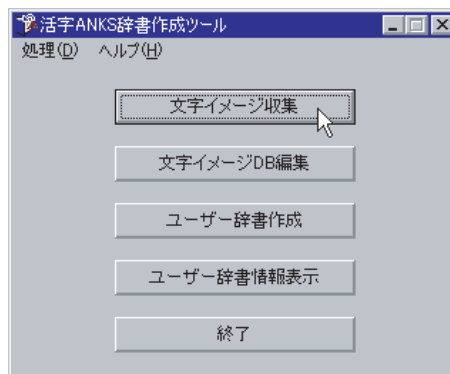 活字ANKS辞書作成ツール
処理(D) ヘルプ(H)
文字イメージ収集
文字イメージDB編集
ユーザー辞書作成
ユーザー辞書情報表示
終了